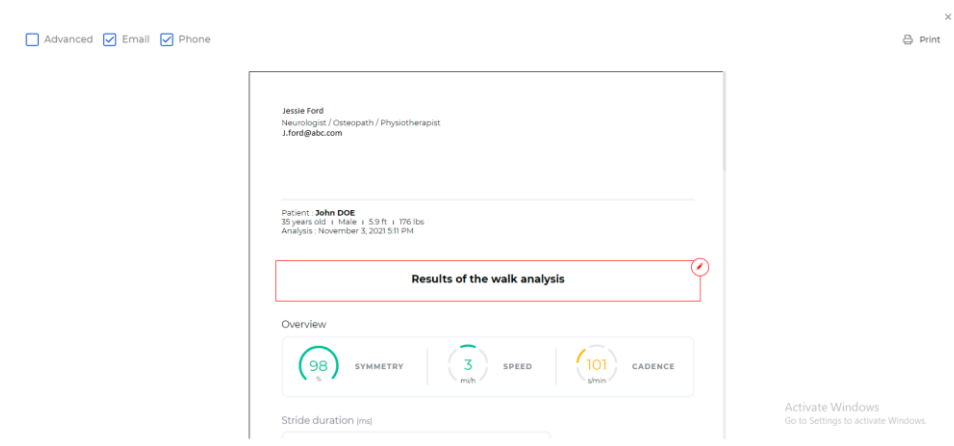 ×
Advanced Email Phone
Print
Jessie Ford
Neurologist / Osteopath / Physiotherapist
J.ford@abc.com
Patient : John DOE
35 years old ı Male ı 5.9 ft ı 176 lbs
Analysis : November 3, 2021 5:11 PM
Results of the walk analysis
Overview
98 % SYMMETRY
3 mi/h SPEED
101 s/min CADENCE
Stride duration (ms)
Activate Windows
Go to Settings to activate Windows.